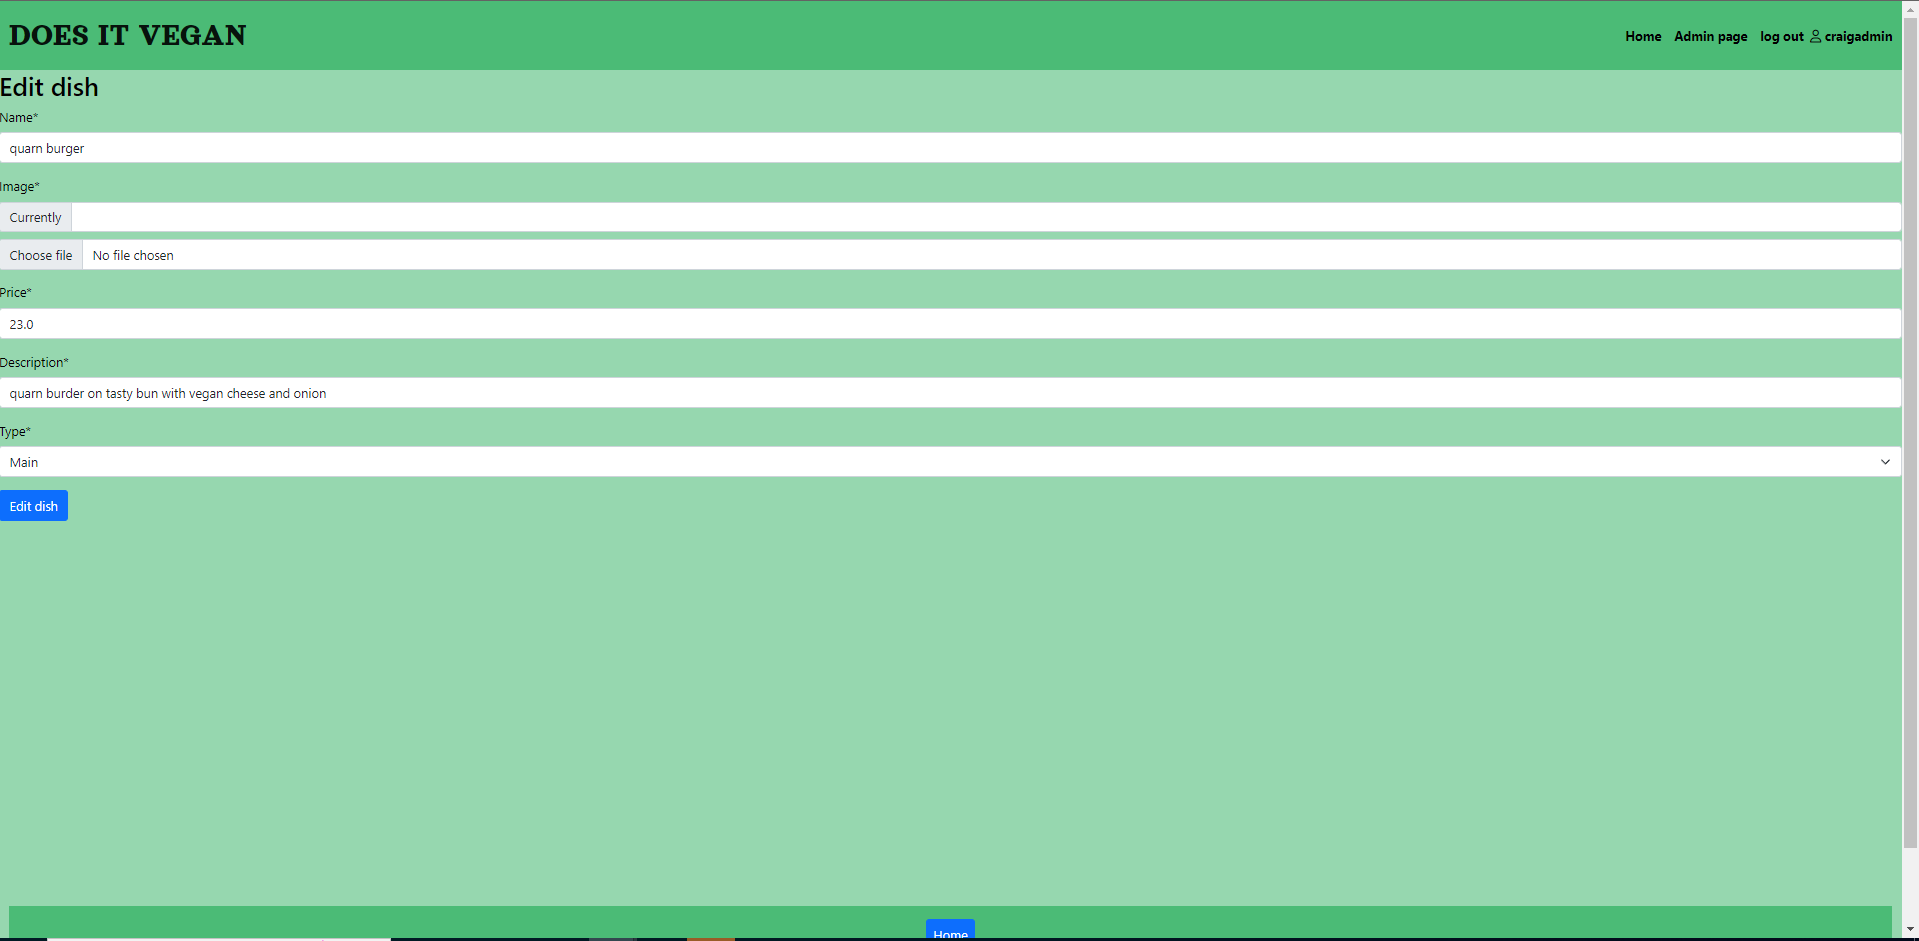 DOES IT VEGAN
Home Admin page log out craigadmin
Edit dish
Name*
quarn burger
Image*
Currently
Choose file No file chosen
Price*
23.0
Description*
quarn burder on tasty bun with vegan cheese and onion
Type*
Main
Edit dish
Home